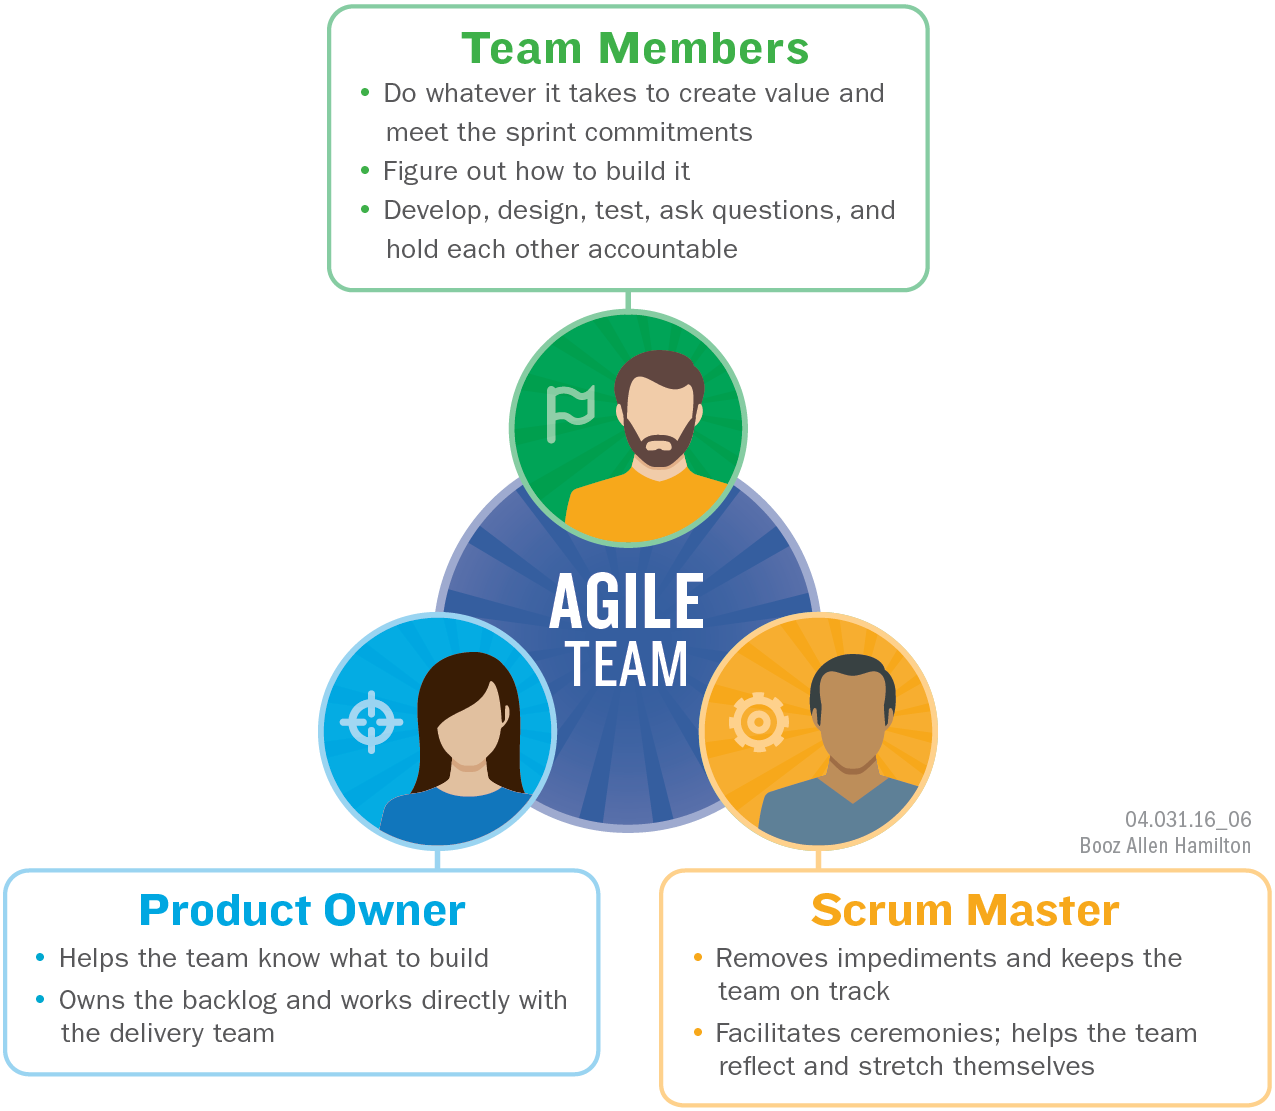 Team Members
• Do whatever it takes to create value and
meet the sprint commitments
• Figure out how to build it
• Develop, design, test, ask questions, and
hold each other accountable
AGILE
TEAM
04.031.16_06
Booz Allen Hamilton
Product Owner
• Helps the team know what to build
• Owns the backlog and works directly with
the delivery team
Scrum Master
• Removes impediments and keeps the
team on track
• Facilitates ceremonies; helps the team
reflect and stretch themselves